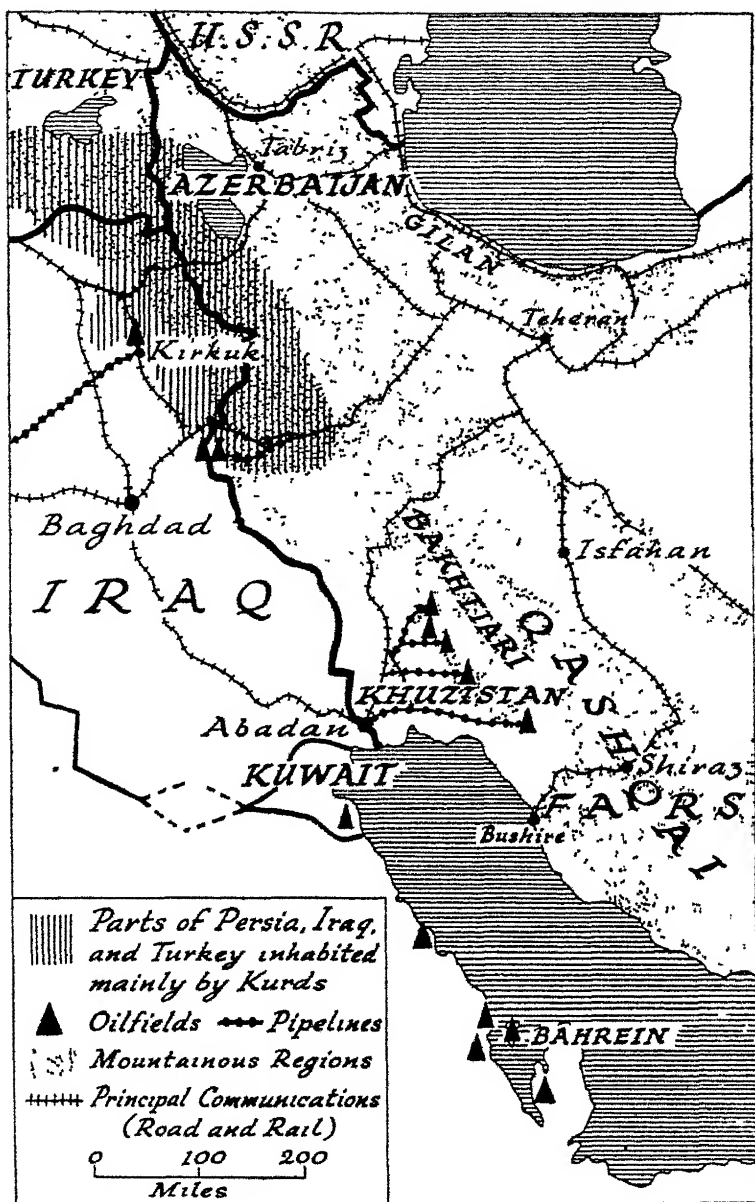 U.S.S.R
TURKEY
Tabriz
AZERBAIJAN
GILAN
Teheran
Kirkuk
Baghdad
Isfahan
IRAQ
BAKHTIARI
QASHQAI
KHUZISTAN
Abadan
KUWAIT
Shiraz
FARS
Bushire
Parts of Persia, Iraq,
and Turkey inhabited
mainly by Kurds
Oilfields Pipelines
BAHREIN
Mountainous Regions
Principal Communications
(Road and Rail)
0 100 200
Miles